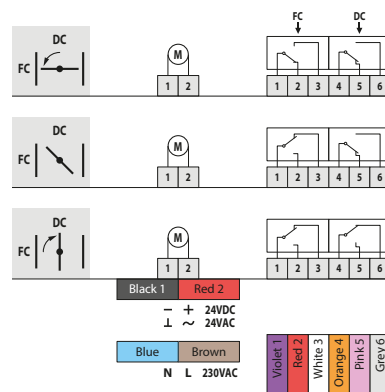 FC DC
DC
FC
M
1 2
1 2 3 4 5 6
DC
FC
M
1 2
1 2 3 4 5 6
DC
FC
M
1 2
1 2 3 4 5 6
Black 1 Red 2
− + 24VDC
⊥ ~ 24VAC
Blue Brown
N L 230VAC
Violet 1
Red 2
White 3
Orange 4
Pink 5
Grey 6